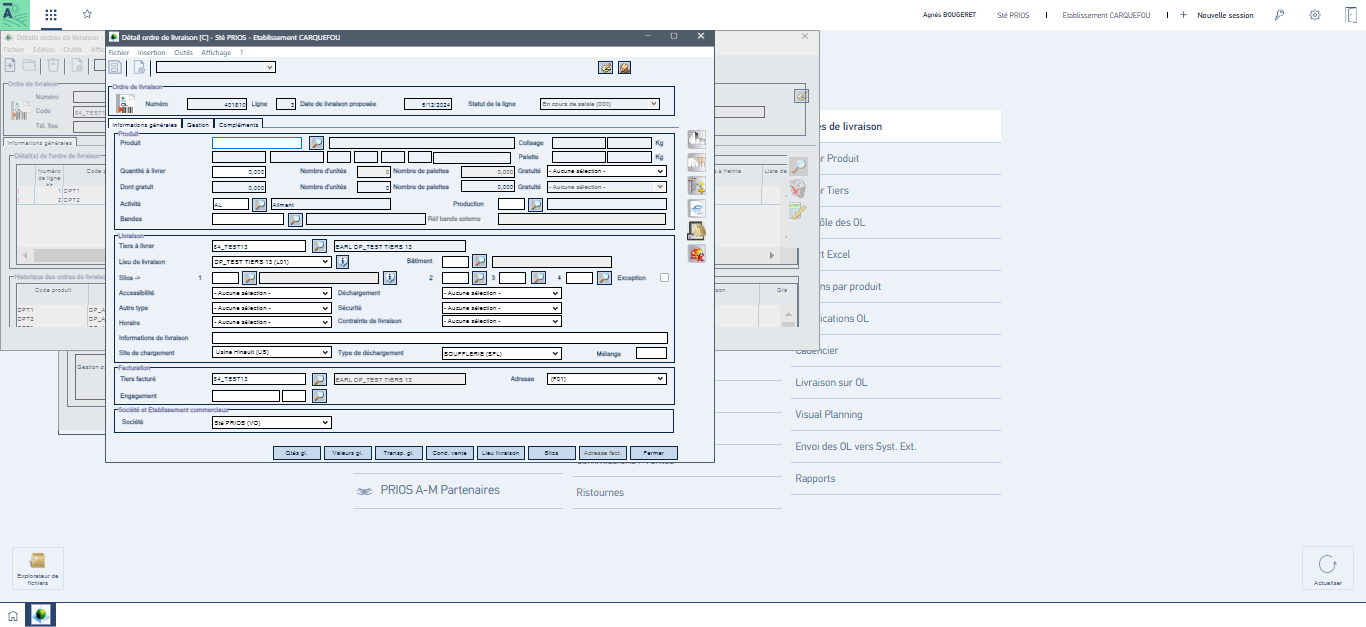 Agnès BOUGERET Sté PRIOS Etablissement CARQUEFOU Nouvelle session
Détails ordres de livraison
Fichier Edition Outils
Ordre de livraison
Numéro
Code 54_TEST1
Tél. fixe
Informations générales
Détail(s) de l'ordre de livraison
Numéro de ligne >>
1 DPT1
2 DPT2
à freinte
Historique des ordres de livraison
Code produit
DPT1
DPT2
Détail ordre de livraison [C] - Sté PRIOS - Etablissement CARQUEFOU
Fichier Insertion Outils Affichage ?
Ordre de livraison
Numéro 401810 Ligne 3 Date de livraison proposée 6/12/2024 Statut de la ligne En cours de saisie (000)
Informations générales Gestion Compléments
Produit
Produit Colisage Kg
Palette Kg
Quantité à livrer 0,000 Nombre d'unités 0 Nombre de palettes 0,000 Gratuité - Aucune sélection -
Dont gratuit 0,000 Nombre d'unités 0 Nombre de palettes 0,000 Gratuité - Aucune sélection -
Activité AL Aliment Production
Bandes Réf bande externe
Livraison
Tiers à livrer 54_TEST13 EARL DP_TEST TIERS 13
Lieu de livraison DP_TEST TIERS 13 (L01) Bâtiment
Silos -> 1 2 3 4 Exception
Accessibilité - Aucune sélection - Déchargement - Aucune sélection -
Autre type - Aucune sélection - Sécurité - Aucune sélection -
Horaire - Aucune sélection - Contrainte de livraison - Aucune sélection -
Informations de livraison
Site de chargement Usine Hinault (US) Type de déchargement SOUFFLERIE (SFL) Mélange
Facturation
Tiers facturé 54_TEST13 EARL DP_TEST TIERS 13 Adresse (F01)
Engagement
Société et Etablissement commerciaux
Société Sté PRIOS (VD)
Qtés gl. Valeurs gl. Transp. gl. Cond. vente Lieu livraison Silos Adresse fact. Fermer
es de livraison
r Produit
r Tiers
ôle des OL
rt Excel
ns par produit
ications OL
Cadencier
Livraison sur OL
Visual Planning
Envoi des OL vers Syst. Ext.
Rapports
PRIOS A-M Partenaires
Ristournes
Explorateur de fichiers
Actualiser